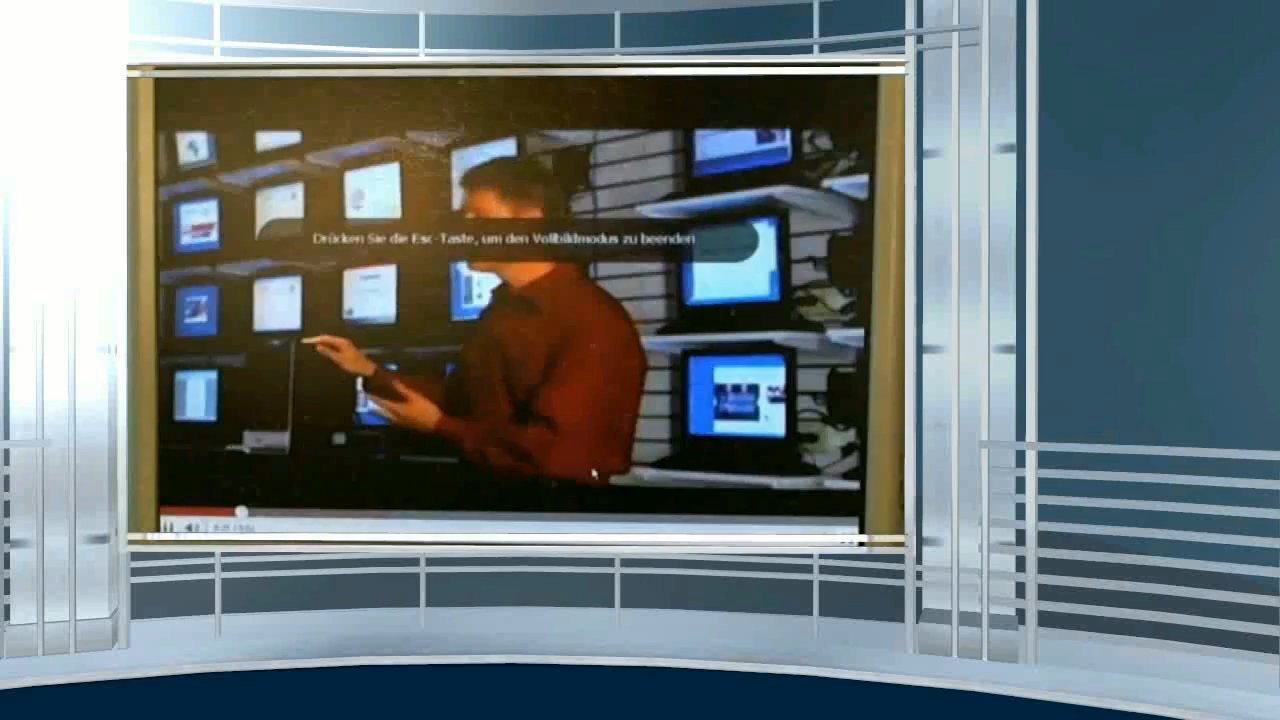 Drücken Sie die Esc-Taste, um den Vollbildmodus zu beenden